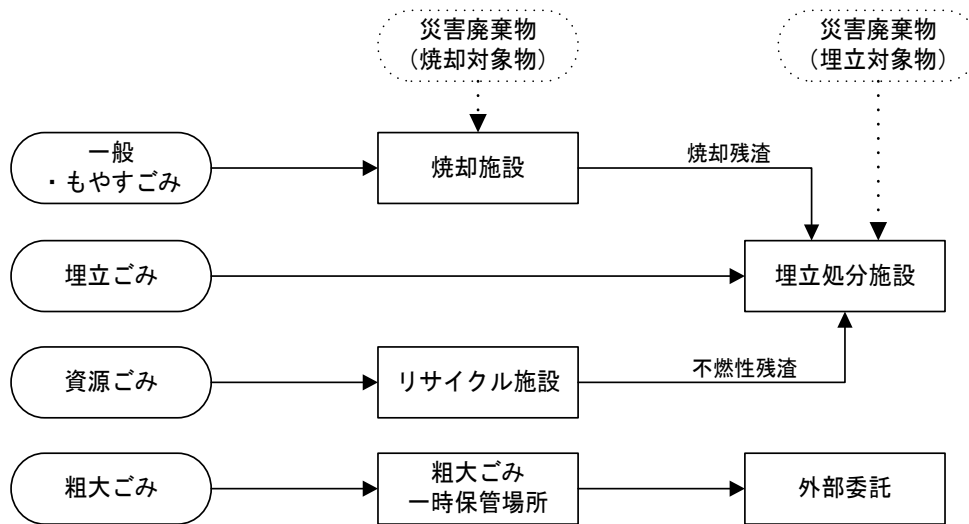 災害廃棄物
（焼却対象物）
災害廃棄物
（埋立対象物）
一般
・もやすごみ
焼却施設
焼却残渣
埋立ごみ
埋立処分施設
資源ごみ
リサイクル施設
不燃性残渣
粗大ごみ
粗大ごみ
一時保管場所
外部委託